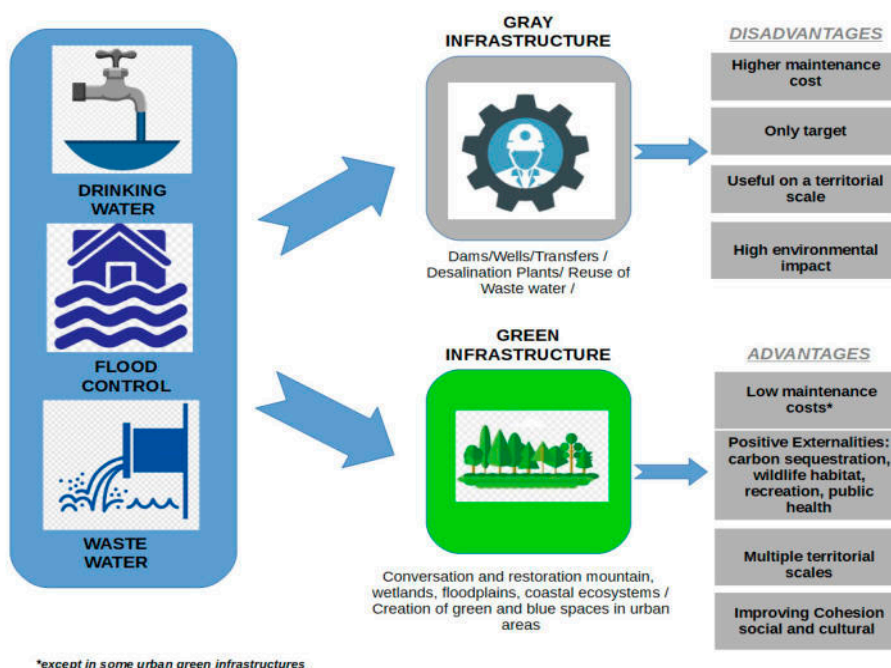 DRINKING
WATER
FLOOD
CONTROL
WASTE
WATER
GRAY
INFRASTRUCTURE
Dams/Wells/Transfers /
Desalination Plants/ Reuse of
Waste water /
DISADVANTAGES
Higher maintenance
cost
Only target
Useful on a territorial
scale
High environmental
impact
GREEN
INFRASTRUCTURE
Conversation and restoration mountain,
wetlands, floodplains, coastal ecosystems /
Creation of green and blue spaces in urban
areas
ADVANTAGES
Low maintenance
costs*
Positive Externalities:
carbon sequestration,
wildlife habitat,
recreation, public
health
Multiple territorial
scales
Improving Cohesion
social and cultural
*except in some urban green infrastructures